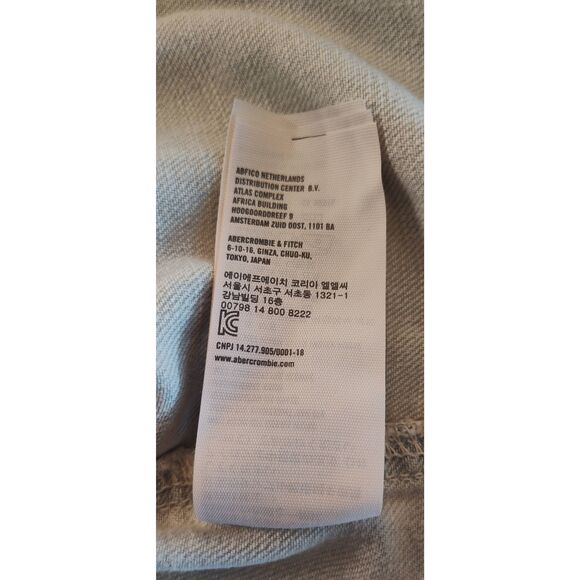 ABFICO NETHERLANDS
DISTRIBUTION CENTER B.V.
ATLAS COMPLEX
AFRICA BUILDING
HOOGOORDDREEF 9
AMSTERDAM ZUID OOST. 1101 BA
ABERCROMBIE & FITCH
6-10-16, GINZA, CHUO-KU,
TOKYO, JAPAN
에이에프에이치 코리아 엘엘씨
서울시 서초구 서초동 1321-1
강남빌딩 16층
00798 14 800 8222
CNPJ 14.277.905/0001-18
www.abercrombie.com